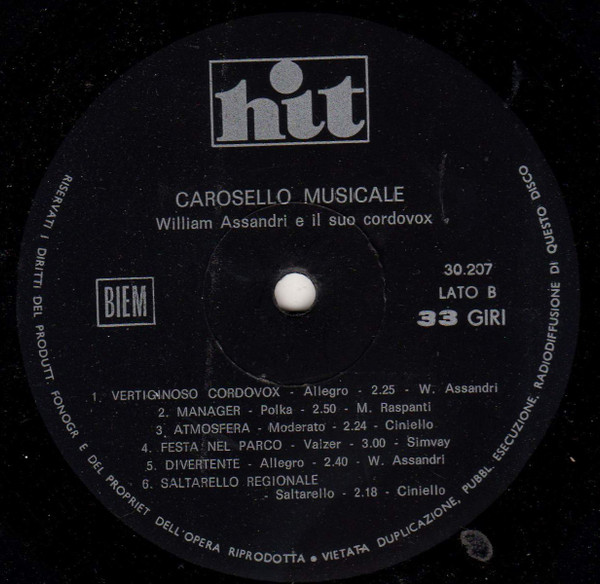 hit
CAROSELLO MUSICALE
William Assandri e il suo cordovox
30.207
BIEM
LATO B
33 GIRI
1. VERTIGINOSO CORDOVOX - Allegro - 2.25 - W. Assandri
2. MANAGER - Polka - 2.50 - M. Raspanti
3. ATMOSFERA - Moderato - 2.24 - Ciniello
4. FESTA NEL PARCO - Valzer - 3.00 - Simvay
5. DIVERTENTE - Allegro - 2.40 - W. Assandri
6. SALTARELLO REGIONALE
- Saltarello - 2.18 - Ciniello
RISERVATI I DIRITTI DEL PRODUTT. FONOGR E DEL PROPRIET DELL'OPERA RIPRODOTTA • VIETATA DUPLICAZIONE, PUBBL. ESECUZIONE, RADIODIFFUSIONE DI QUESTO DISCO